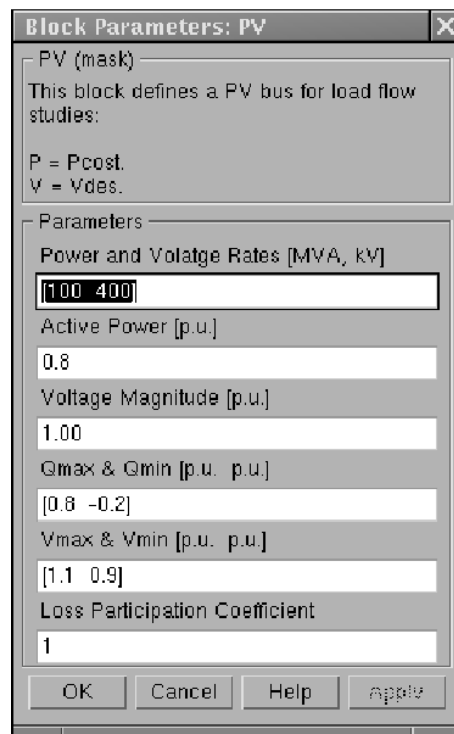 Block Parameters: PV
PV (mask)
This block defines a PV bus for load flow
studies:
P = Pcost.
V = Vdes.
Parameters
Power and Volatge Rates [MVA, kV]
[100 400]
Active Power [p.u.]
0.8
Voltage Magnitude [p.u.]
1.00
Qmax & Qmin [p.u. p.u.]
[0.8 -0.2]
Vmax & Vmin [p.u. p.u.]
[1.1 0.9]
Loss Participation Coefficient
1
OK Cancel Help Apply